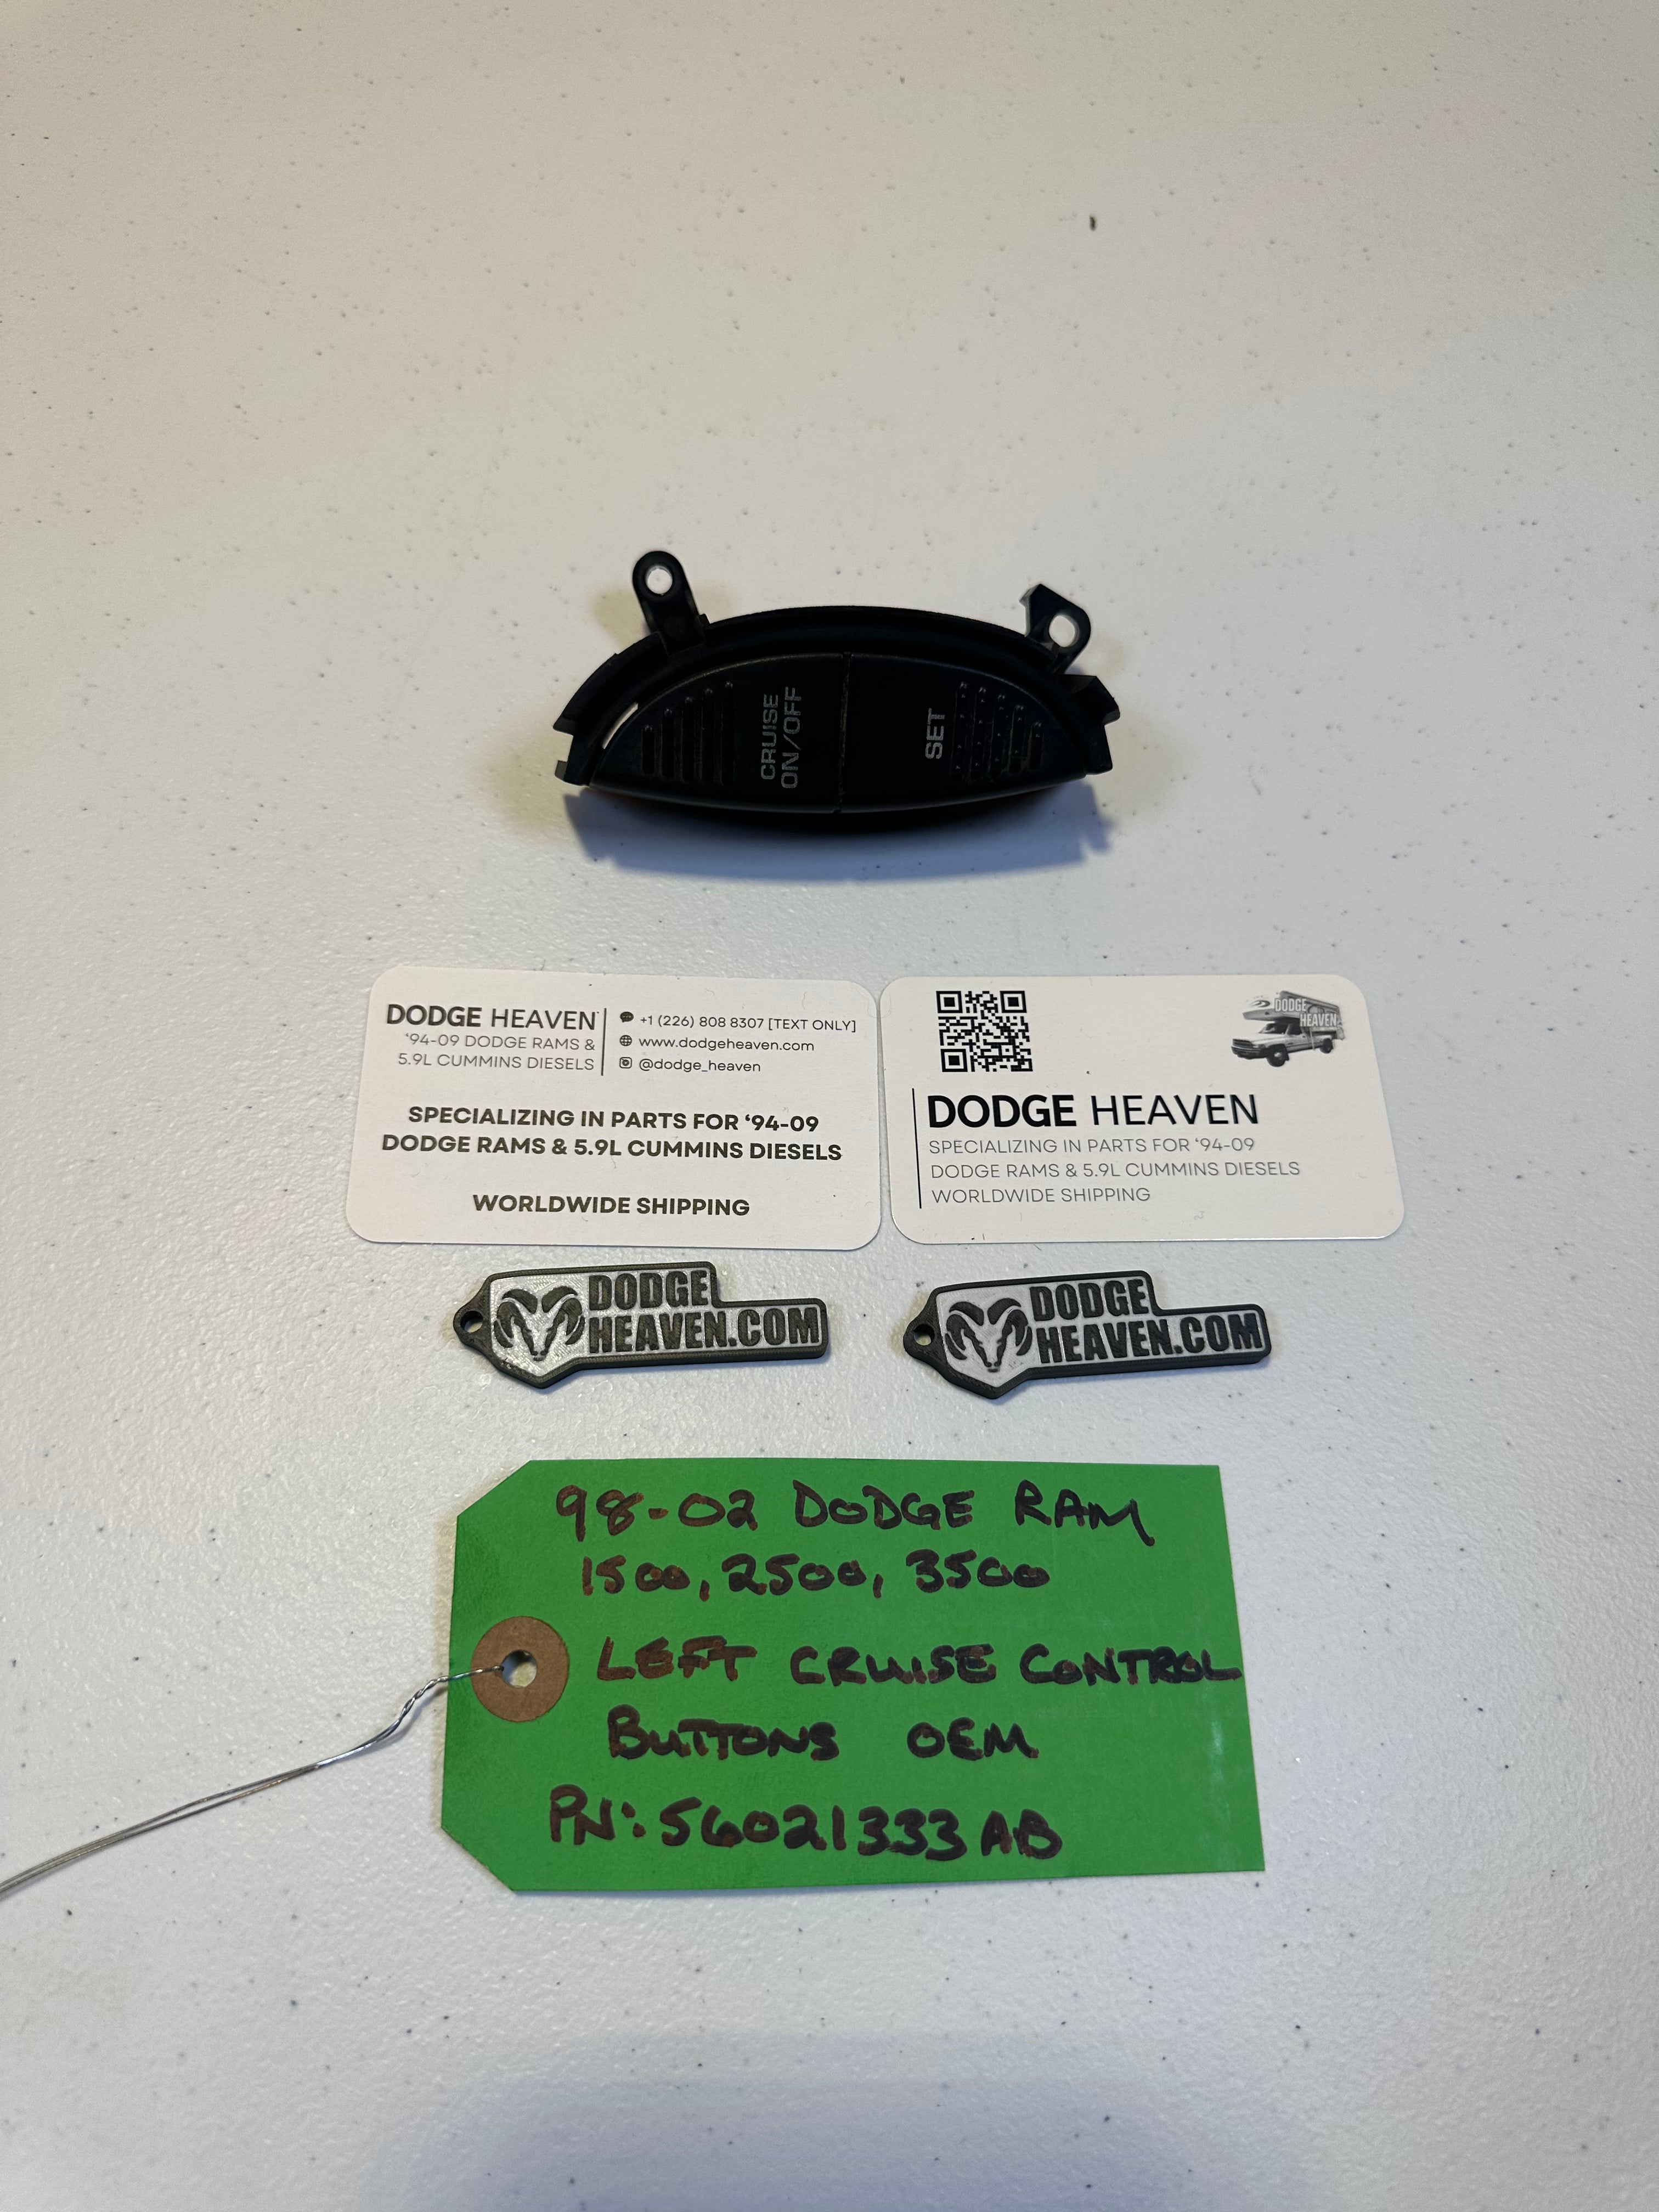 CRUISE
ON/OFF
SET
DODGE HEAVEN
'94-09 DODGE RAMS &
5.9L CUMMINS DIESELS
+1 (226) 808 8307 [TEXT ONLY]
www.dodgeheaven.com
@dodge_heaven
SPECIALIZING IN PARTS FOR '94-09
DODGE RAMS & 5.9L CUMMINS DIESELS
WORLDWIDE SHIPPING
DODGE
HEAVEN
DODGE HEAVEN
SPECIALIZING IN PARTS FOR '94-09
DODGE RAMS & 5.9L CUMMINS DIESELS
WORLDWIDE SHIPPING
DODGE
HEAVEN.COM
DODGE
HEAVEN.COM
98-02 DODGE RAM
1500, 2500, 3500
LEFT CRUISE CONTROL
BUTTONS OEM
PN: 56021333AB